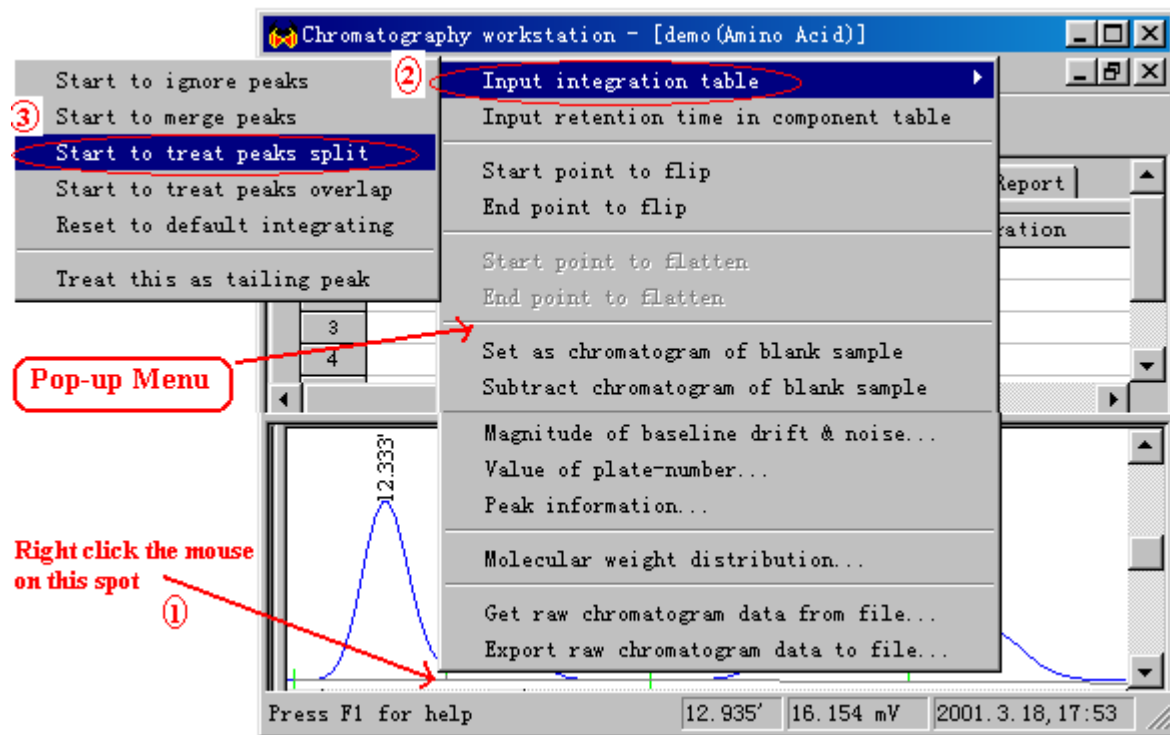 Chromatography workstation - [demo(Amino Acid)]
Start to ignore peaks
Start to merge peaks
Start to treat peaks split
Start to treat peaks overlap
Reset to default integrating
Treat this as tailing peak
③
②
Input integration table
Input retention time in component table
Start point to flip
End point to flip
Start point to flatten
End point to flatten
Set as chromatogram of blank sample
Subtract chromatogram of blank sample
Magnitude of baseline drift & noise...
Value of plate-number...
Peak information...
Molecular weight distribution...
Get raw chromatogram data from file...
Export raw chromatogram data to file...
Report
3
4
Pop-up Menu
12.333'
Right click the mouse
on this spot
①
Press F1 for help
12.935'
16.154 mV
2001.3.18,17:53